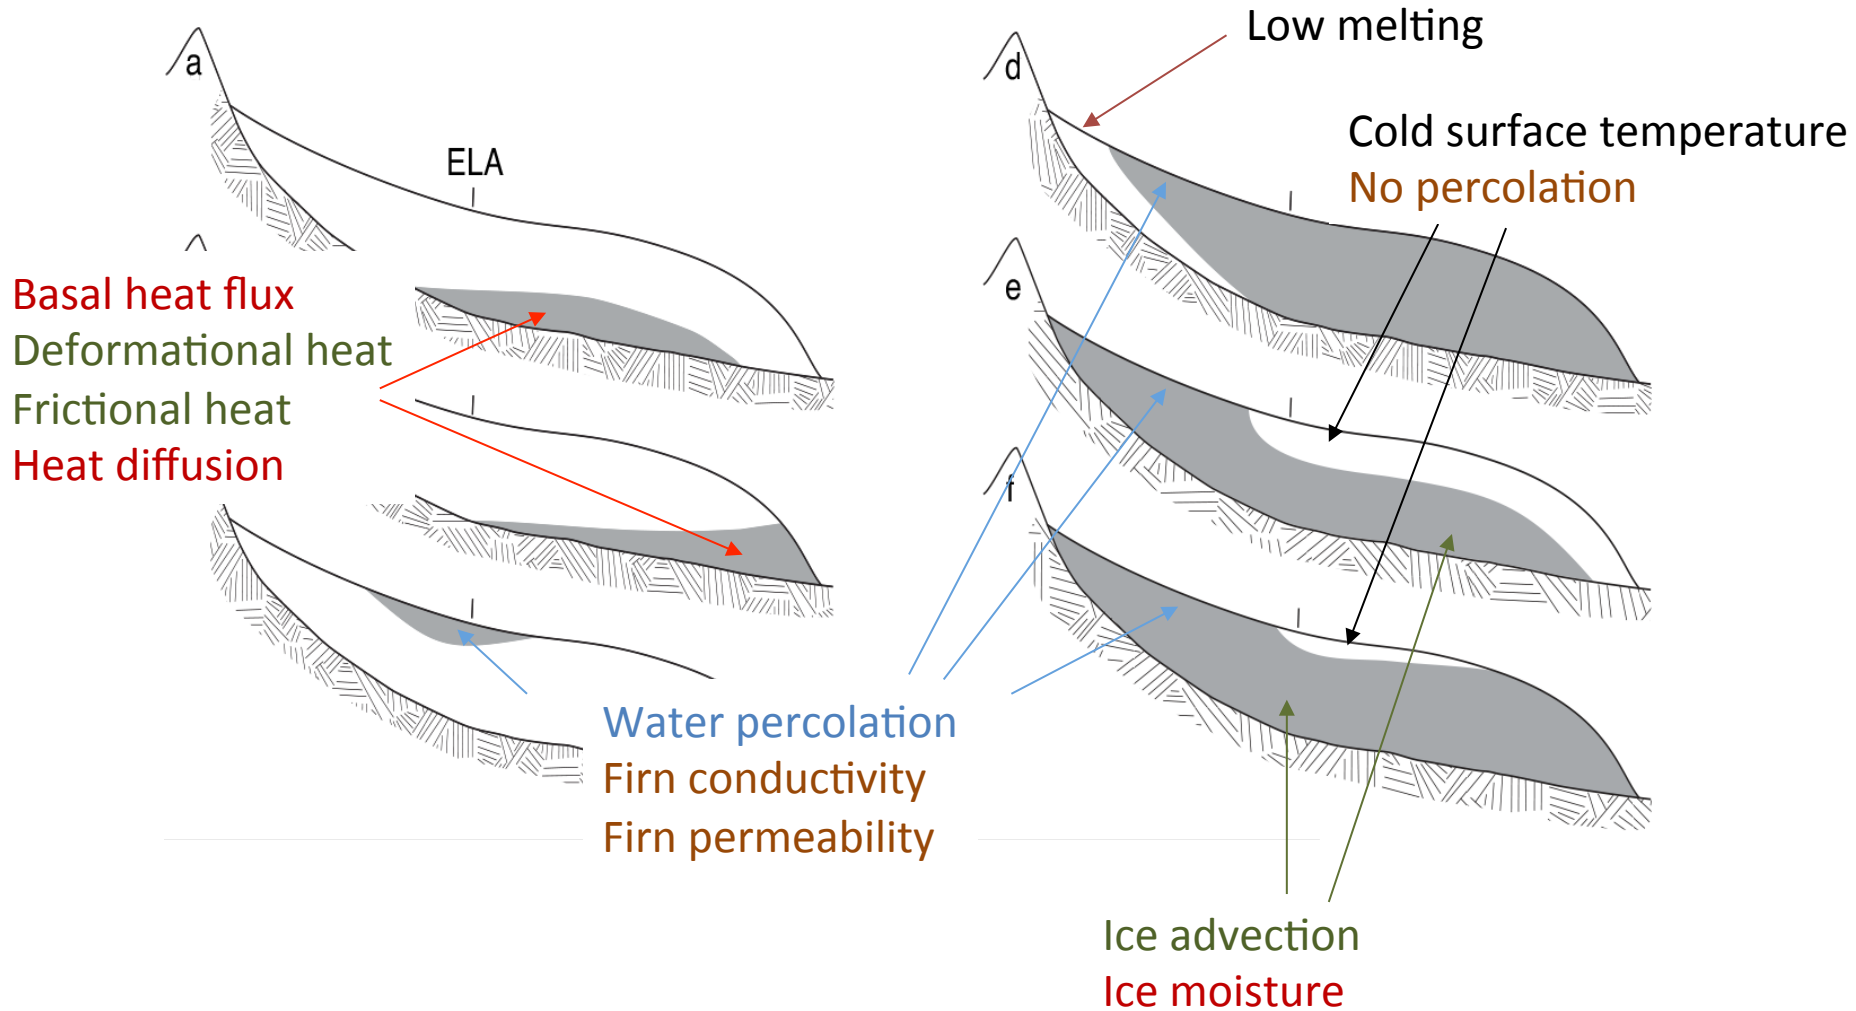 a
ELA
Basal heat flux
Deformational heat
Frictional heat
Heat diffusion
Water percolation
Firn conductivity
Firn permeability
d
Low melting
Cold surface temperature
No percolation
e
f
Ice advection
Ice moisture